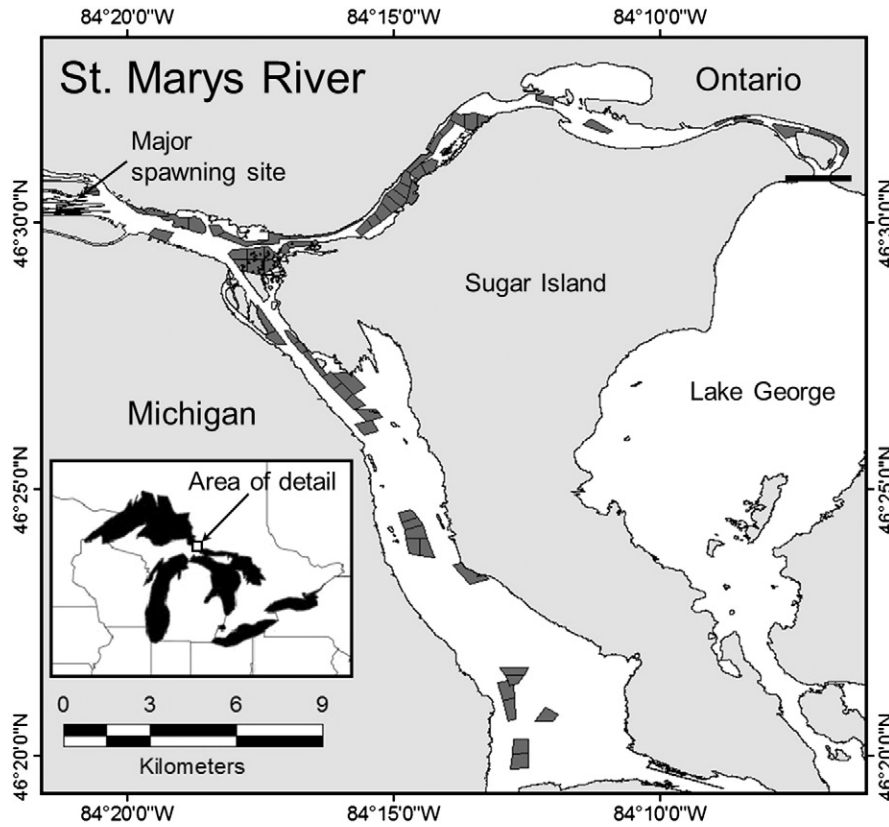 84°20'0"W 84°15'0"W 84°10'0"W
St. Marys River
Ontario
Major
spawning site
46°30'0"N 46°30'0"N
Sugar Island
Lake George
Michigan
46°25'0"N 46°25'0"N
Area of detail
0 3 6 9
Kilometers
46°20'0"N 46°20'0"N
84°20'0"W 84°15'0"W 84°10'0"W